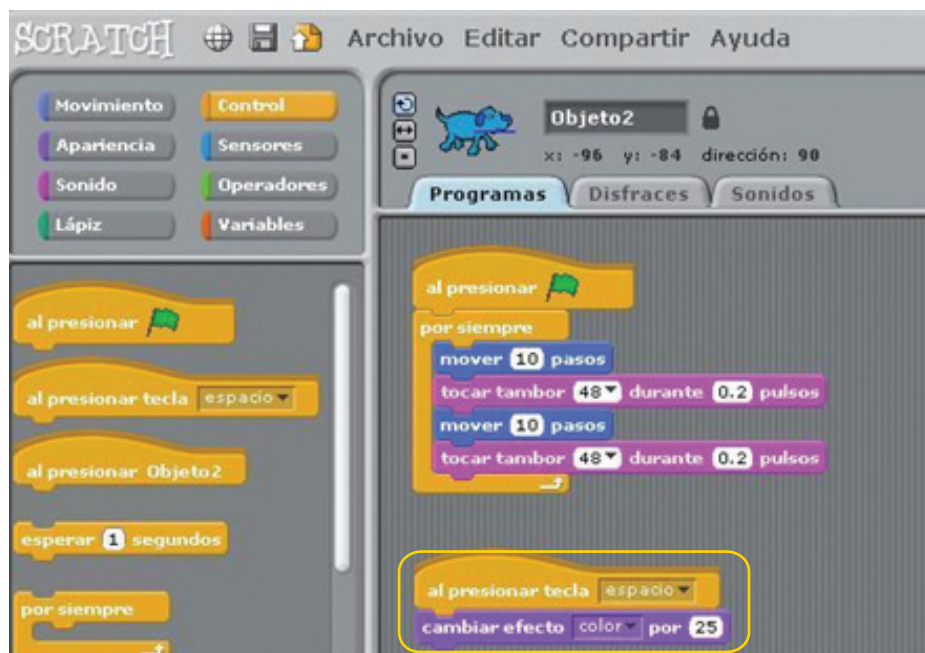 SCRATCH Archivo Editar Compartir Ayuda
Movimiento Control
Apariencia Sensores
Sonido Operadores
Lápiz Variables
Objeto2
x: -96 y: -84 dirección: 90
Programas Disfraces Sonidos
al presionar
al presionar tecla espacio
al presionar Objeto2
esperar 1 segundos
por siempre
al presionar
por siempre
mover 10 pasos
tocar tambor 48 durante 0.2 pulsos
mover 10 pasos
tocar tambor 48 durante 0.2 pulsos
al presionar tecla espacio
cambiar efecto color por 25